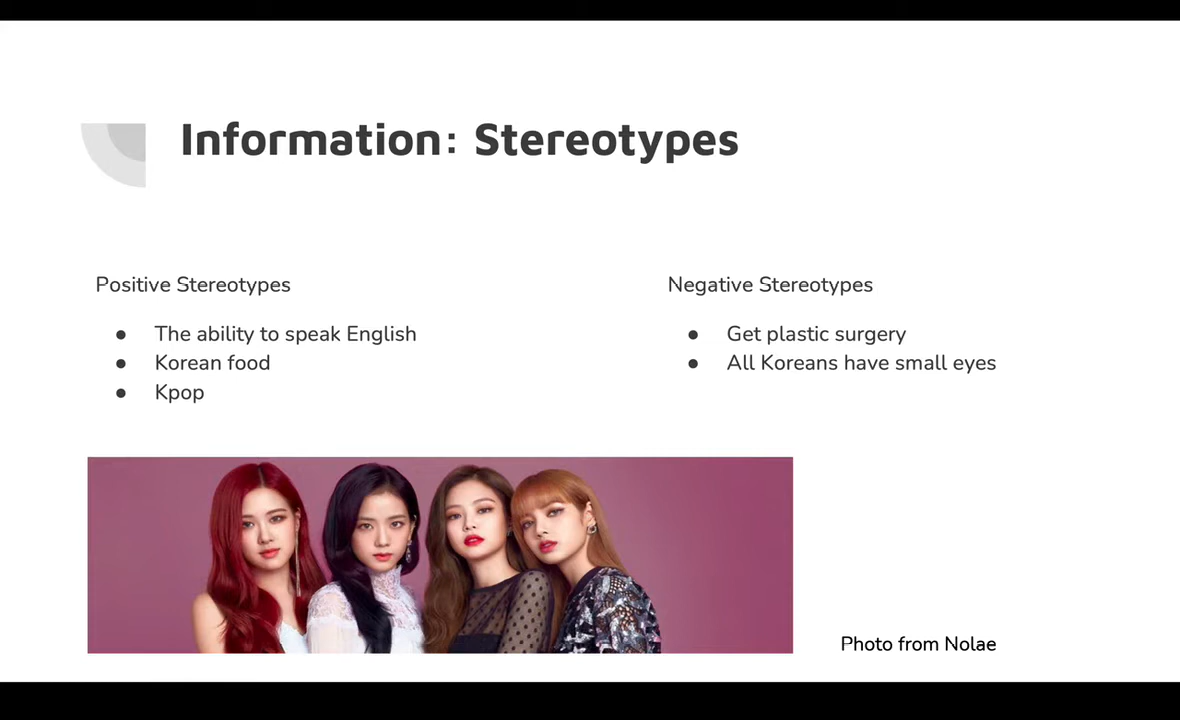 Information: Stereotypes
Positive Stereotypes
● The ability to speak English
● Korean food
● Kpop
Negative Stereotypes
● Get plastic surgery
● All Koreans have small eyes
Photo from Nolae